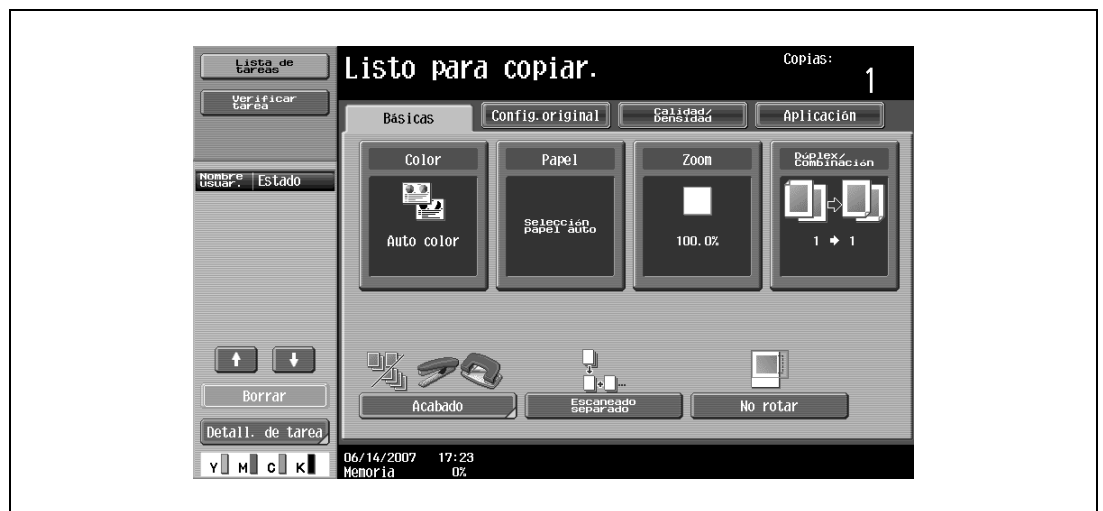 Lista de
tareas
Verificar
tarea
Nombre
usuar.
Estado
Borrar
Detall. de tarea
Y M C K
Listo para copiar.
Copias:
1
Básicas
Config.original
Calidad/
Densidad
Aplicación
Color
Auto color
Papel
Selección
papel auto
Zoom
100.0%
Dúplex/
Combinación
1 → 1
Acabado
Escaneado
separado
No rotar
06/14/2007 17:23
Memoria 0%